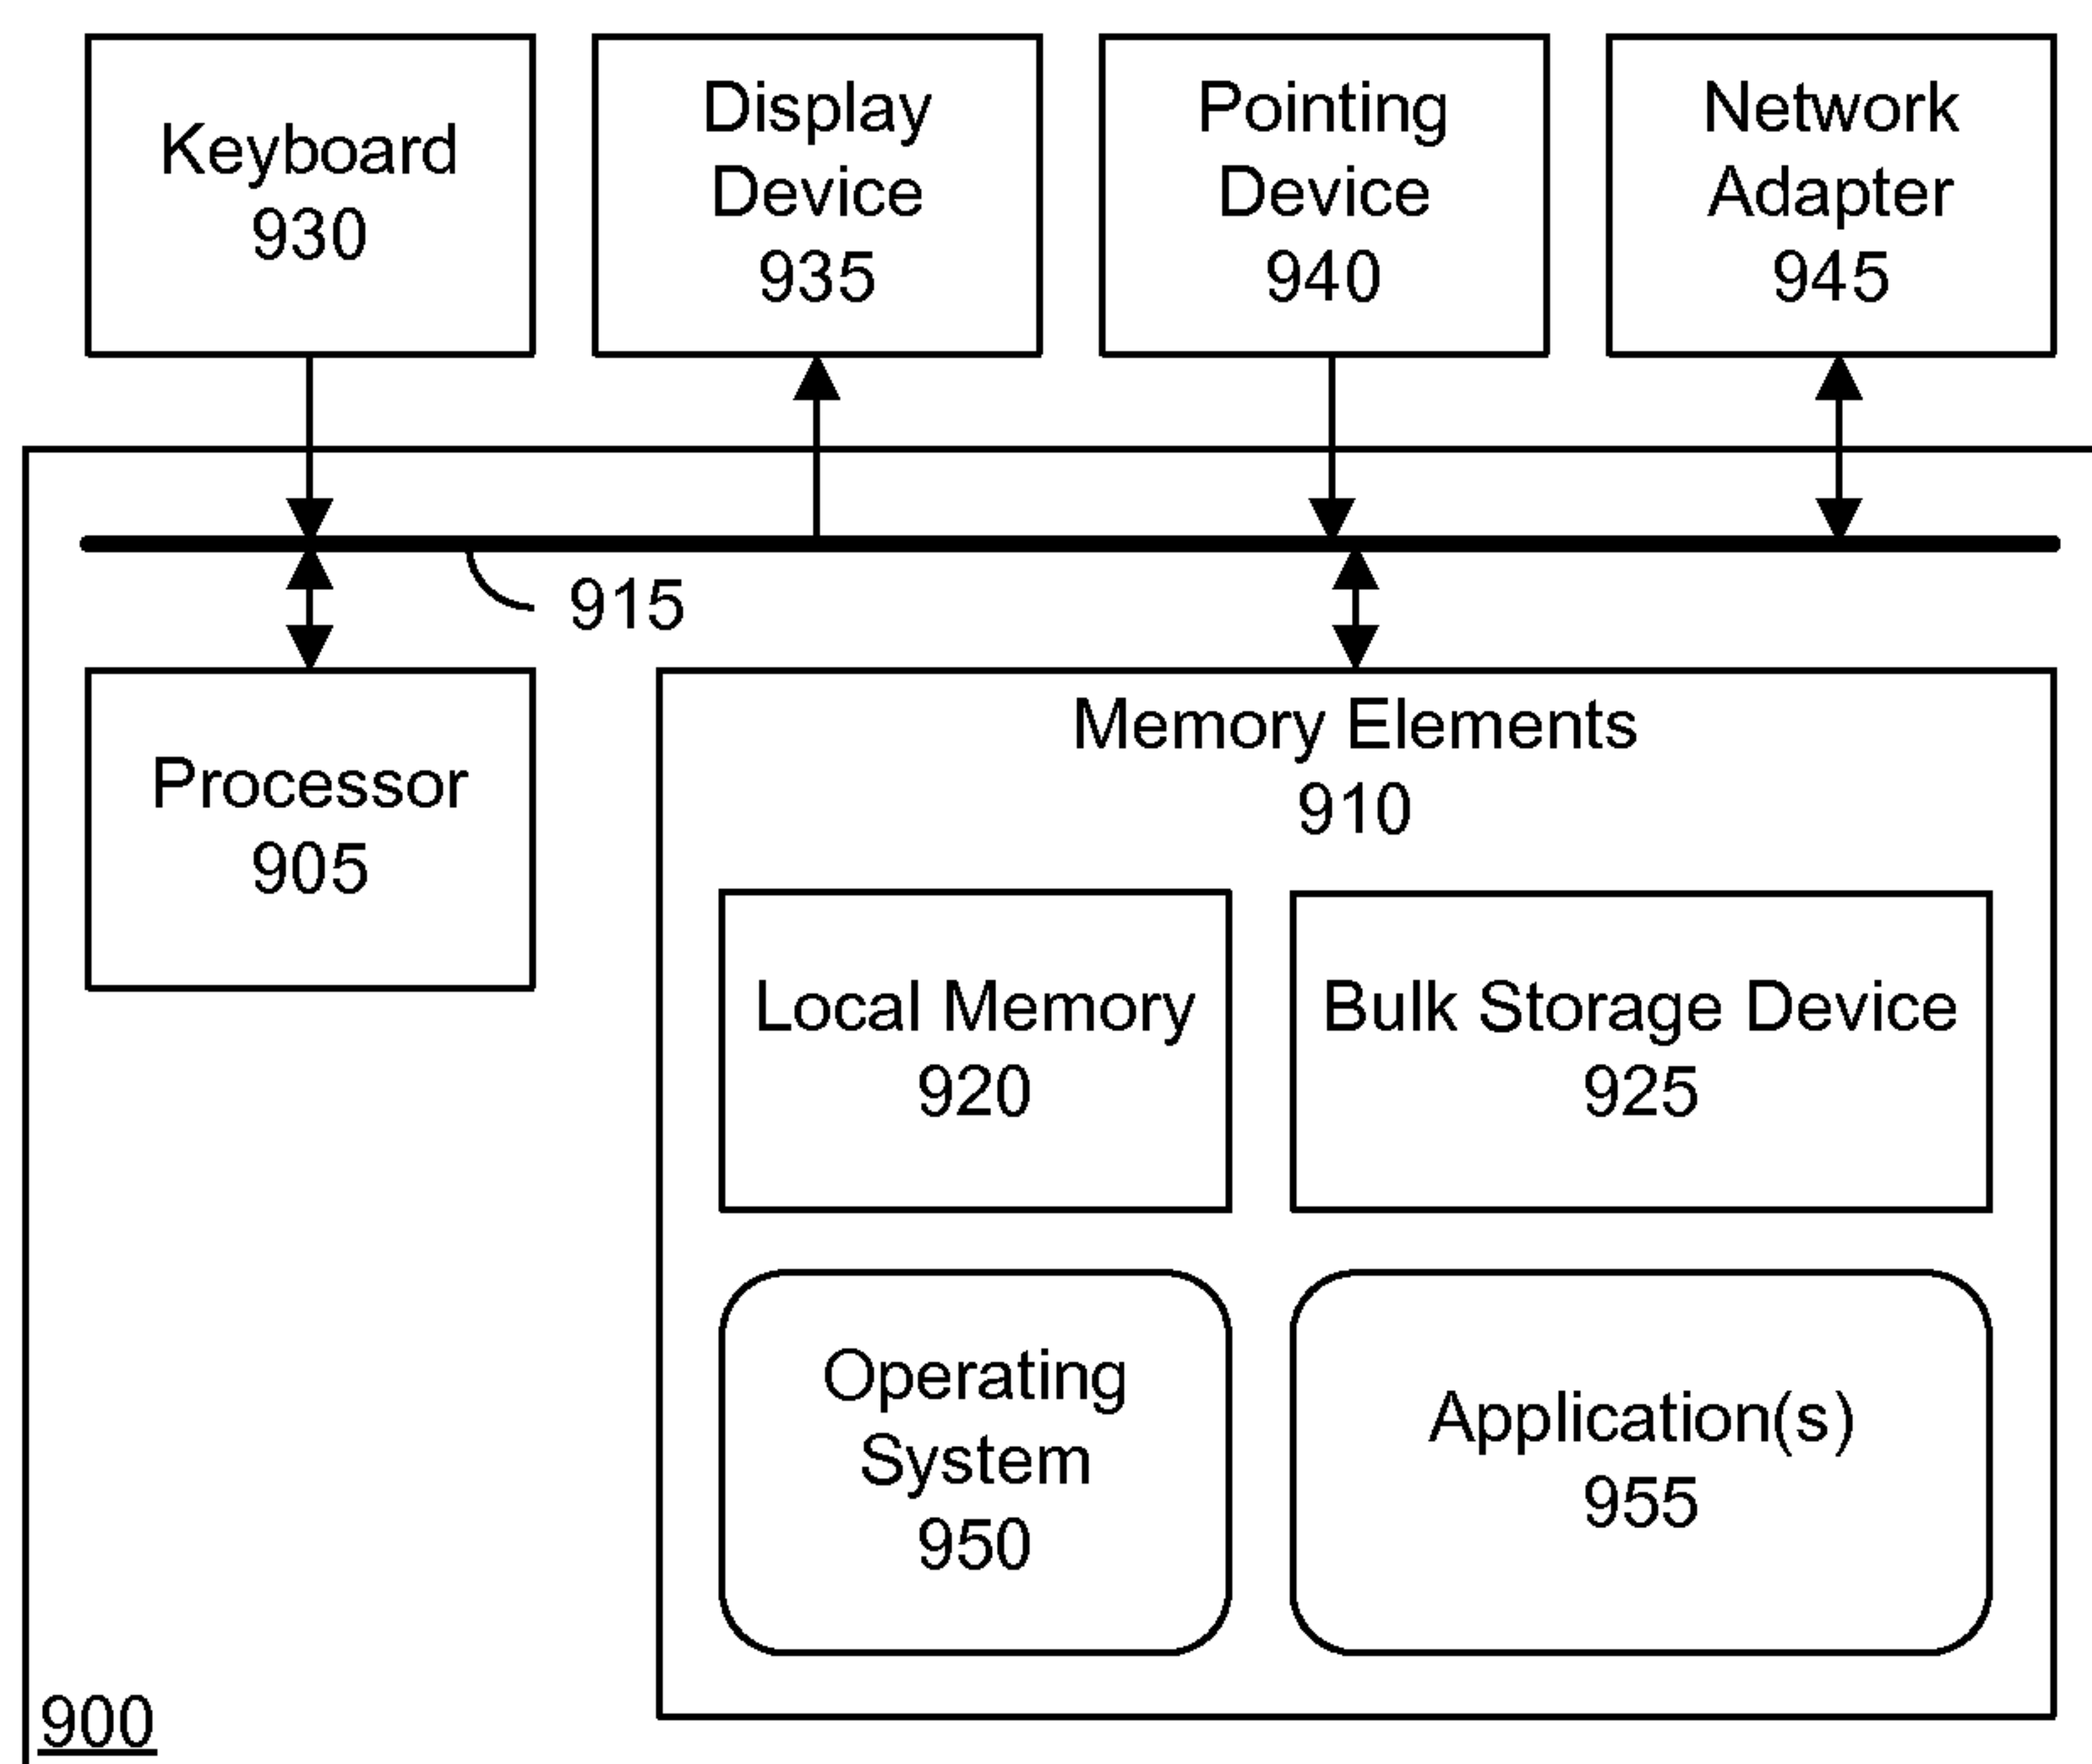 Keyboard
930
Display
Device
935
Pointing
Device
940
Network
Adapter
945
915
Processor
905
Memory Elements
910
Local Memory
920
Bulk Storage Device
925
Operating
System
950
Application(s)
955
900